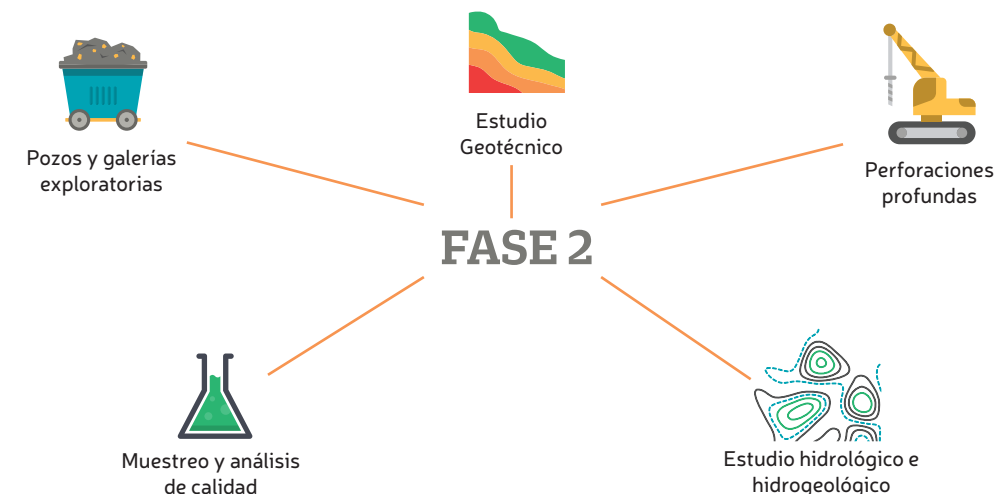 Estudio
Geotécnico
Pozos y galerías
exploratorias
Perforaciones
profundas
FASE 2
Muestreo y análisis
de calidad
Estudio hidrológico e
hidrogeológico